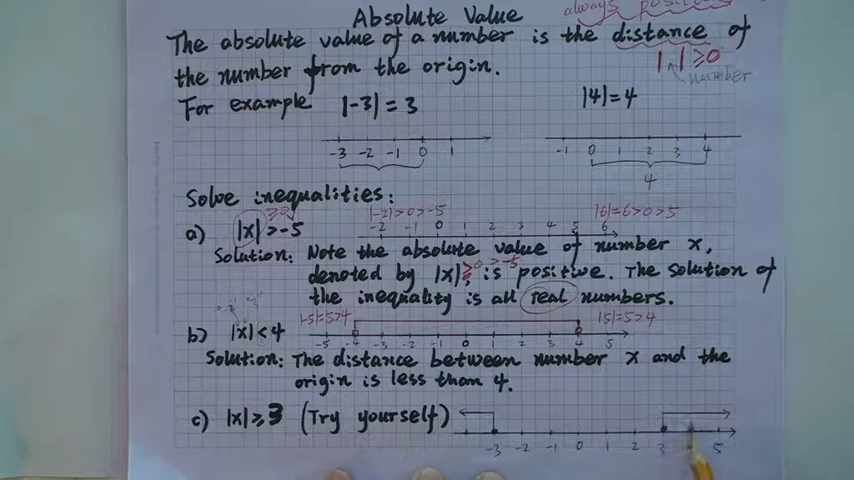 Absolute Value
always positive
The absolute value of a number is the distance of
the number from the origin.
| | ≥0
number
For example |-3| = 3
|4|=4
-3 -2 -1 0 1
-1 0 1 2 3 4
4
Solve inequalities:
≥0
|-2|>0>-5
|6|=6>0>5
a) |x| >-5
-2 -1 0 1 2 3 4 5 6
Solution: Note the absolute value of number x,
denoted by |x|, is positive. The solution of
≥0 >-5
the inequality is all real numbers.
|-5|=5>4
|5|=5>4
b) |x| < 4
-5 -4 -3 -2 -1 0 1 2 3 4 5
Solution: The distance between number x and the
origin is less than 4.
c) |x| ≥ 3 (Try yourself)
-3 -2 -1 0 1 2 3 5